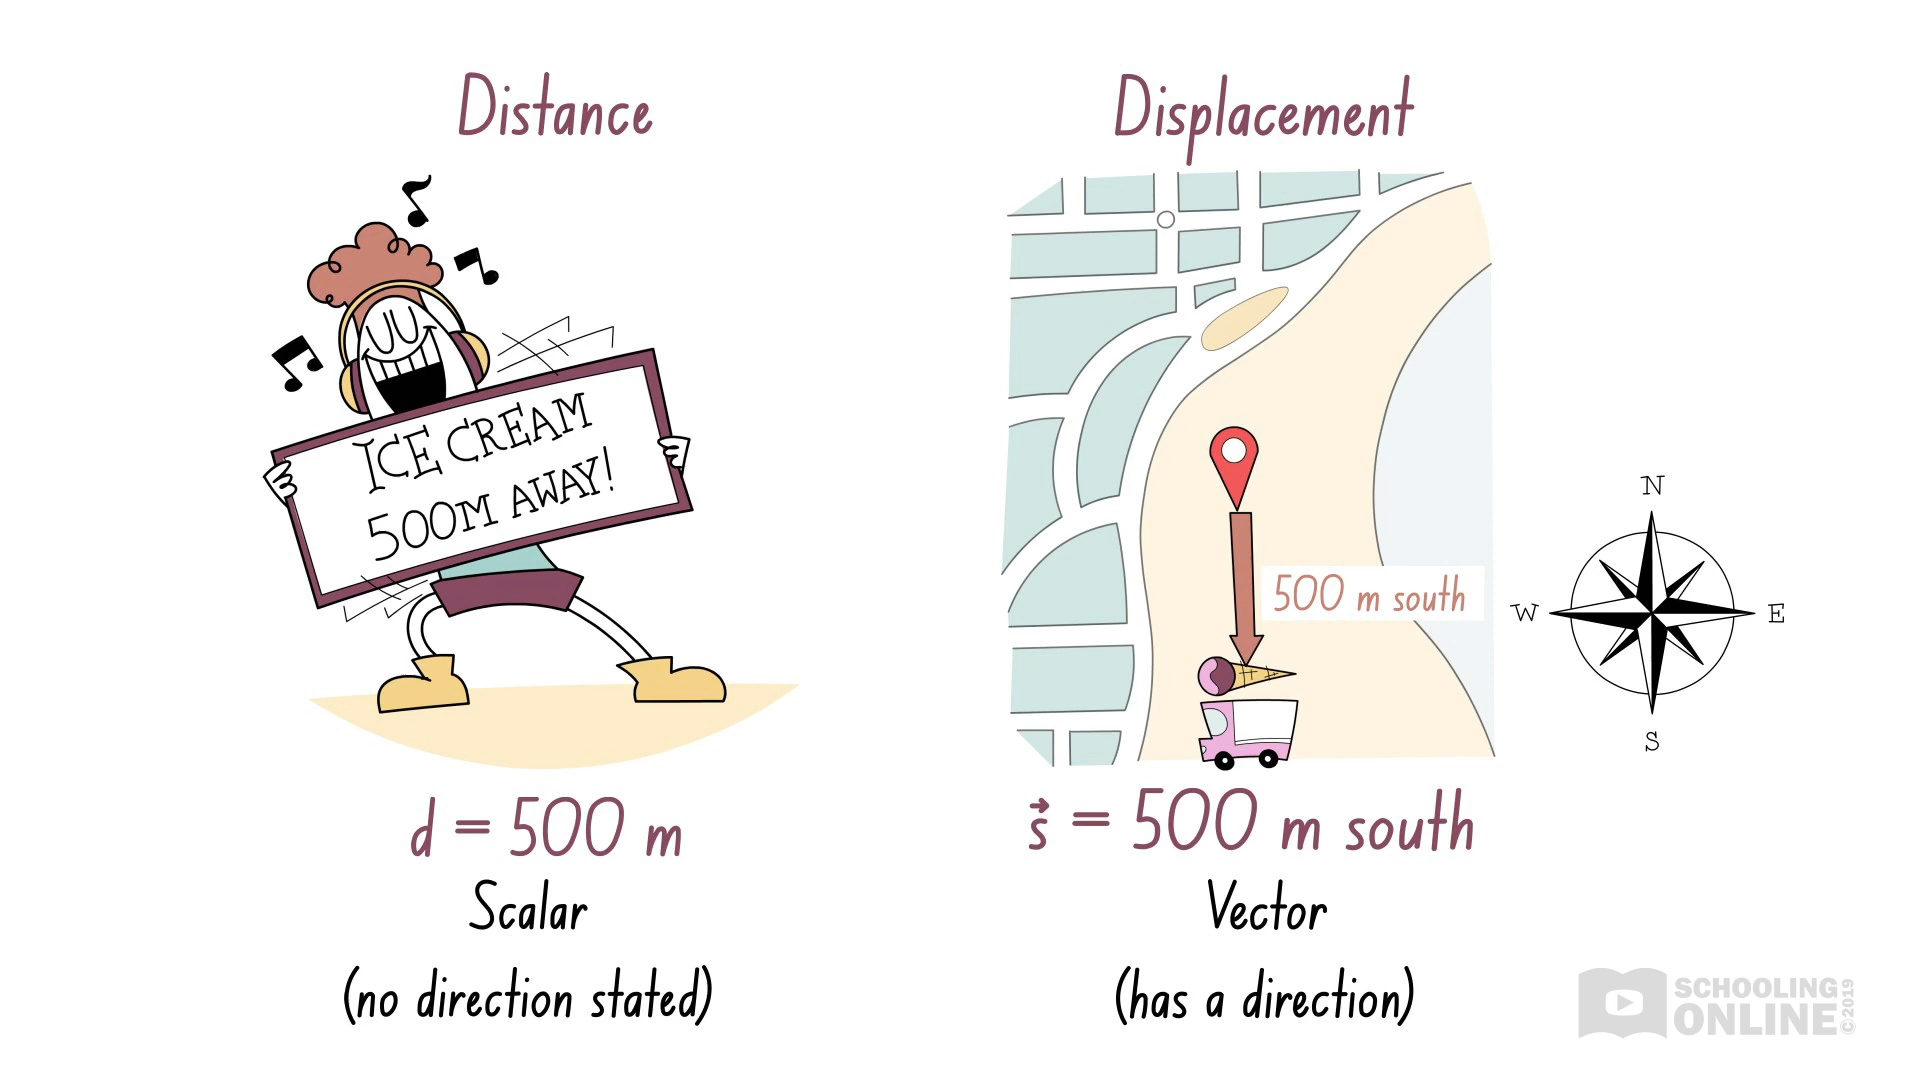 Distance
ICE CREAM
500M AWAY!
d = 500 m
Scalar
(no direction stated)
Displacement
500 m south
N
W
E
S
s⃗ = 500 m south
Vector
(has a direction)
SCHOOLING
ONLINE
©2019